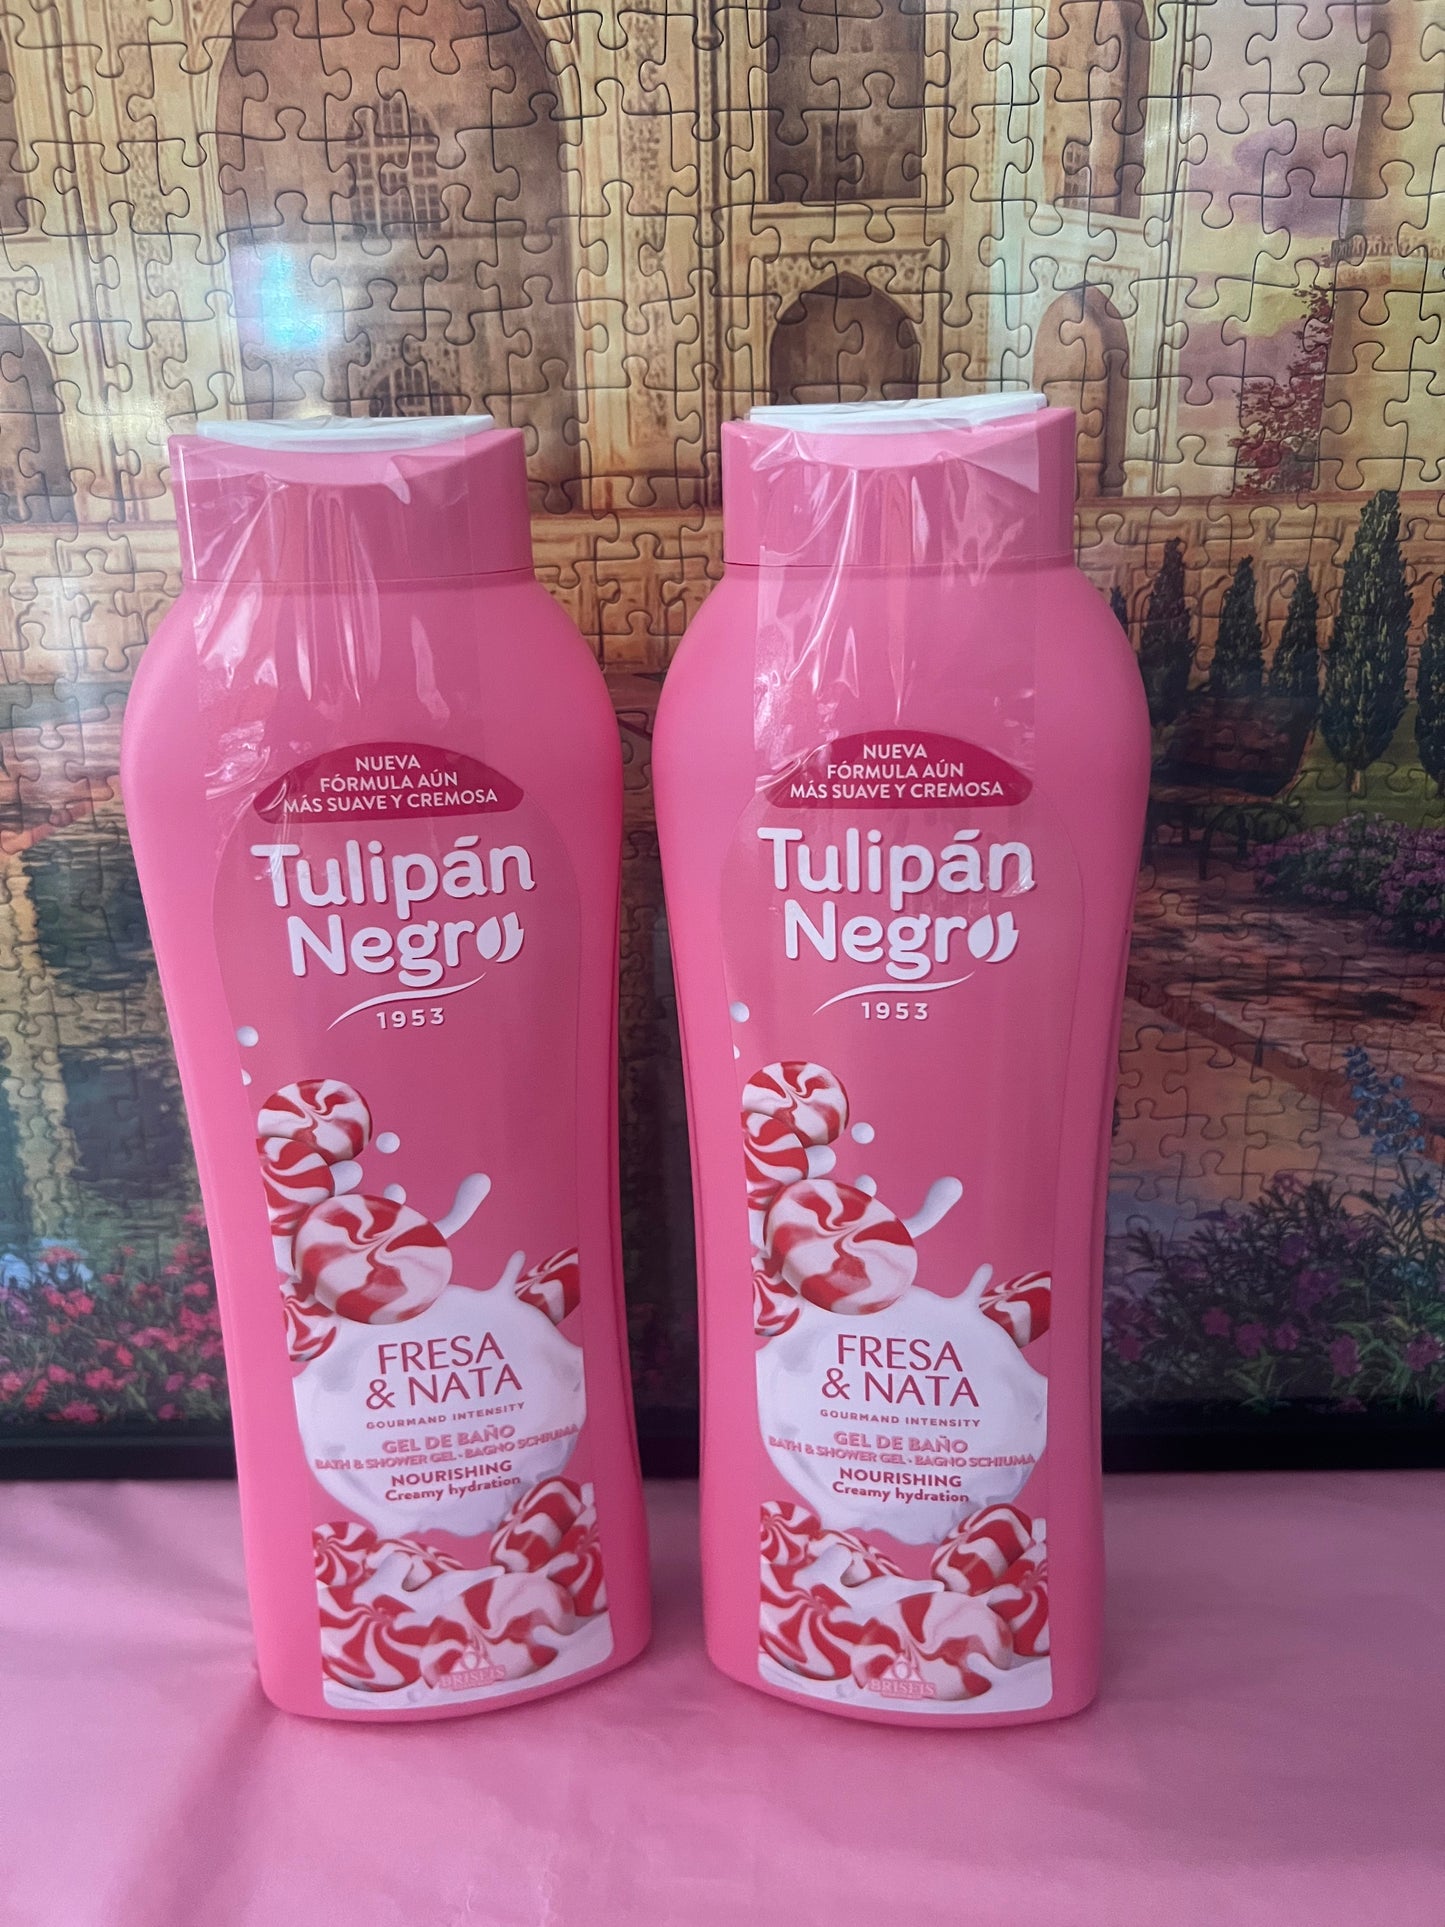 NUEVA
FÓRMULA AÚN
MÁS SUAVE Y CREMOSA
Tulipán
Negro
1953
FRESA
& NATA
GOURMAND INTENSITY
GEL DE BAÑO
BATH & SHOWER GEL • BAGNO SCHIUMA
NOURISHING
Creamy hydration
BRISEIS
NUEVA
FÓRMULA AÚN
MÁS SUAVE Y CREMOSA
Tulipán
Negro
1953
FRESA
& NATA
GOURMAND INTENSITY
GEL DE BAÑO
BATH & SHOWER GEL • BAGNO SCHIUMA
NOURISHING
Creamy hydration
BRISEIS